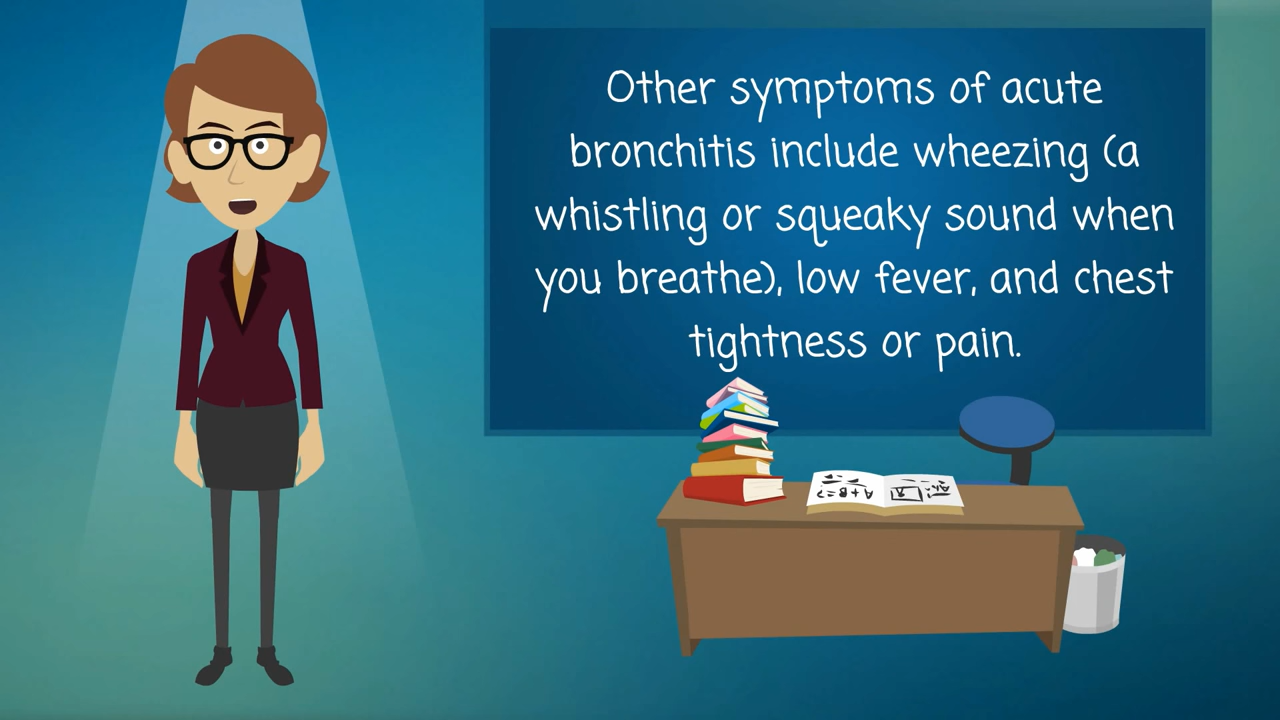 Other symptoms of acute
bronchitis include wheezing (a
whistling or squeaky sound when
you breathe), low fever, and chest
tightness or pain.